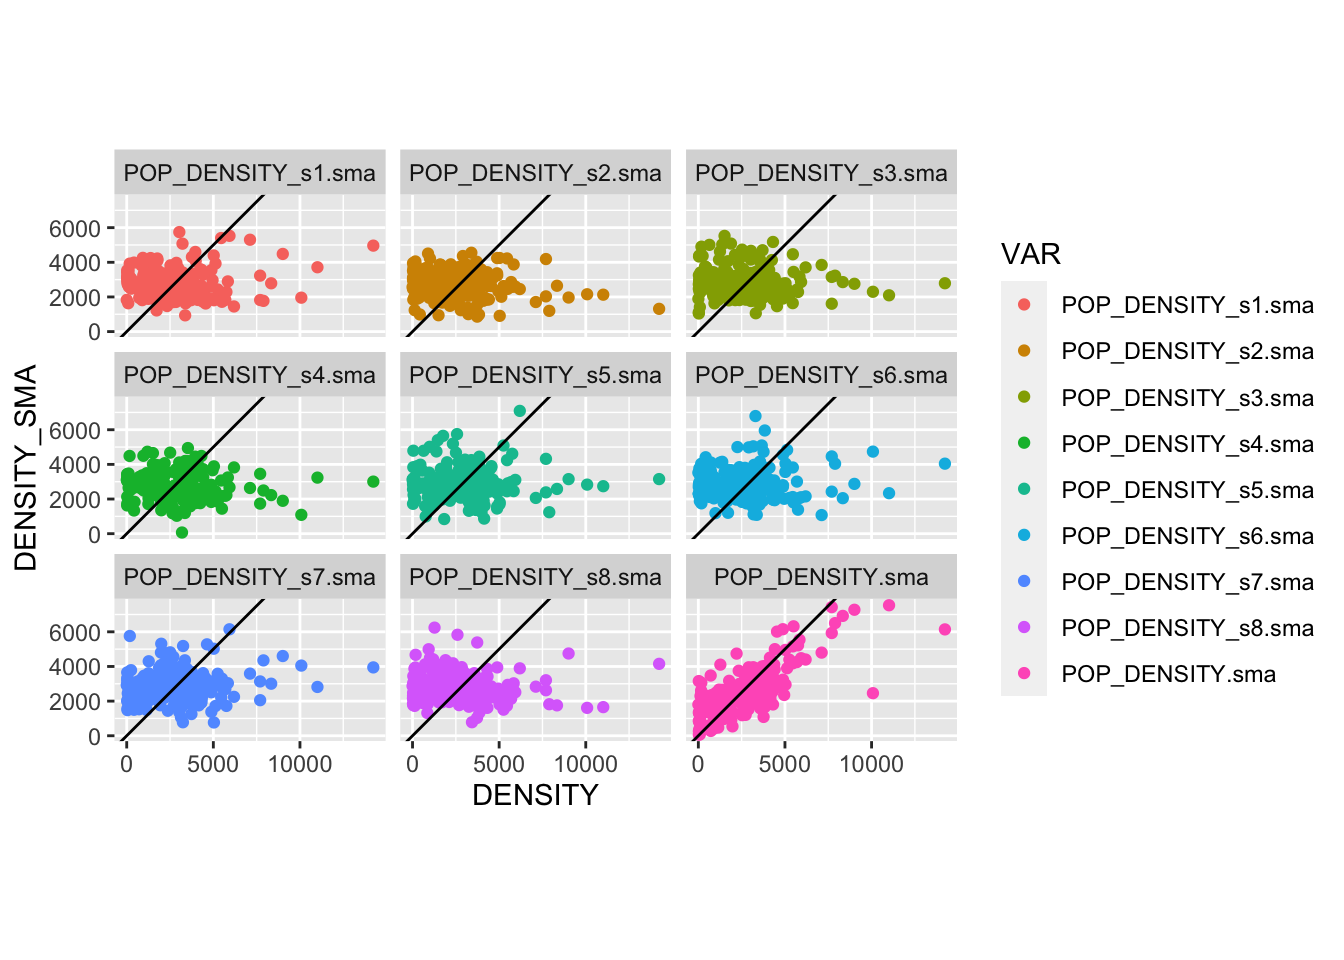 POP_DENSITY_s1.sma POP_DENSITY_s2.sma POP_DENSITY_s3.sma
6000
4000
2000
0
POP_DENSITY_s4.sma POP_DENSITY_s5.sma POP_DENSITY_s6.sma
6000
4000
2000
0
POP_DENSITY_s7.sma POP_DENSITY_s8.sma POP_DENSITY.sma
6000
4000
2000
0
0 5000 10000 0 5000 10000 0 5000 10000
DENSITY
DENSITY_SMA
VAR
POP_DENSITY_s1.sma
POP_DENSITY_s2.sma
POP_DENSITY_s3.sma
POP_DENSITY_s4.sma
POP_DENSITY_s5.sma
POP_DENSITY_s6.sma
POP_DENSITY_s7.sma
POP_DENSITY_s8.sma
POP_DENSITY.sma